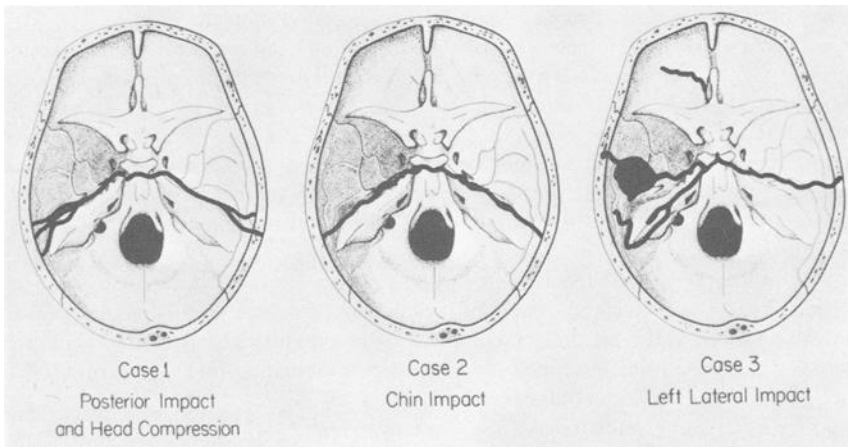 Case 1
Posterior Impact
and Head Compression
Case 2
Chin Impact
Case 3
Left Lateral Impact